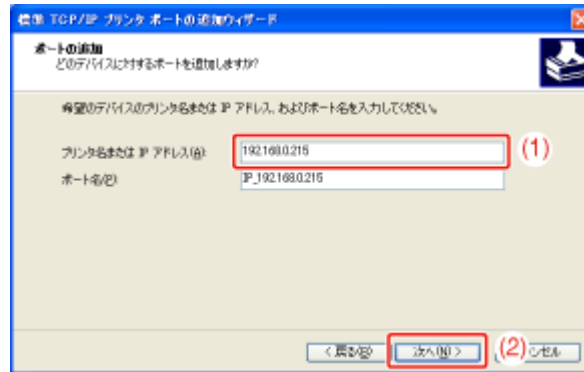 標準 TCP/IP プリンタ ポートの追加ウィザード
ポートの追加
どのデバイスに対するポートを追加しますか?
希望のデバイスのプリンタ名または IP アドレス、およびポート名を入力してください。
プリンタ名または IP アドレス(A):
192.168.0.215
(1)
ポート名(P):
IP_192.168.0.215
< 戻る(B)
次へ(N) >
(2)
ンセル